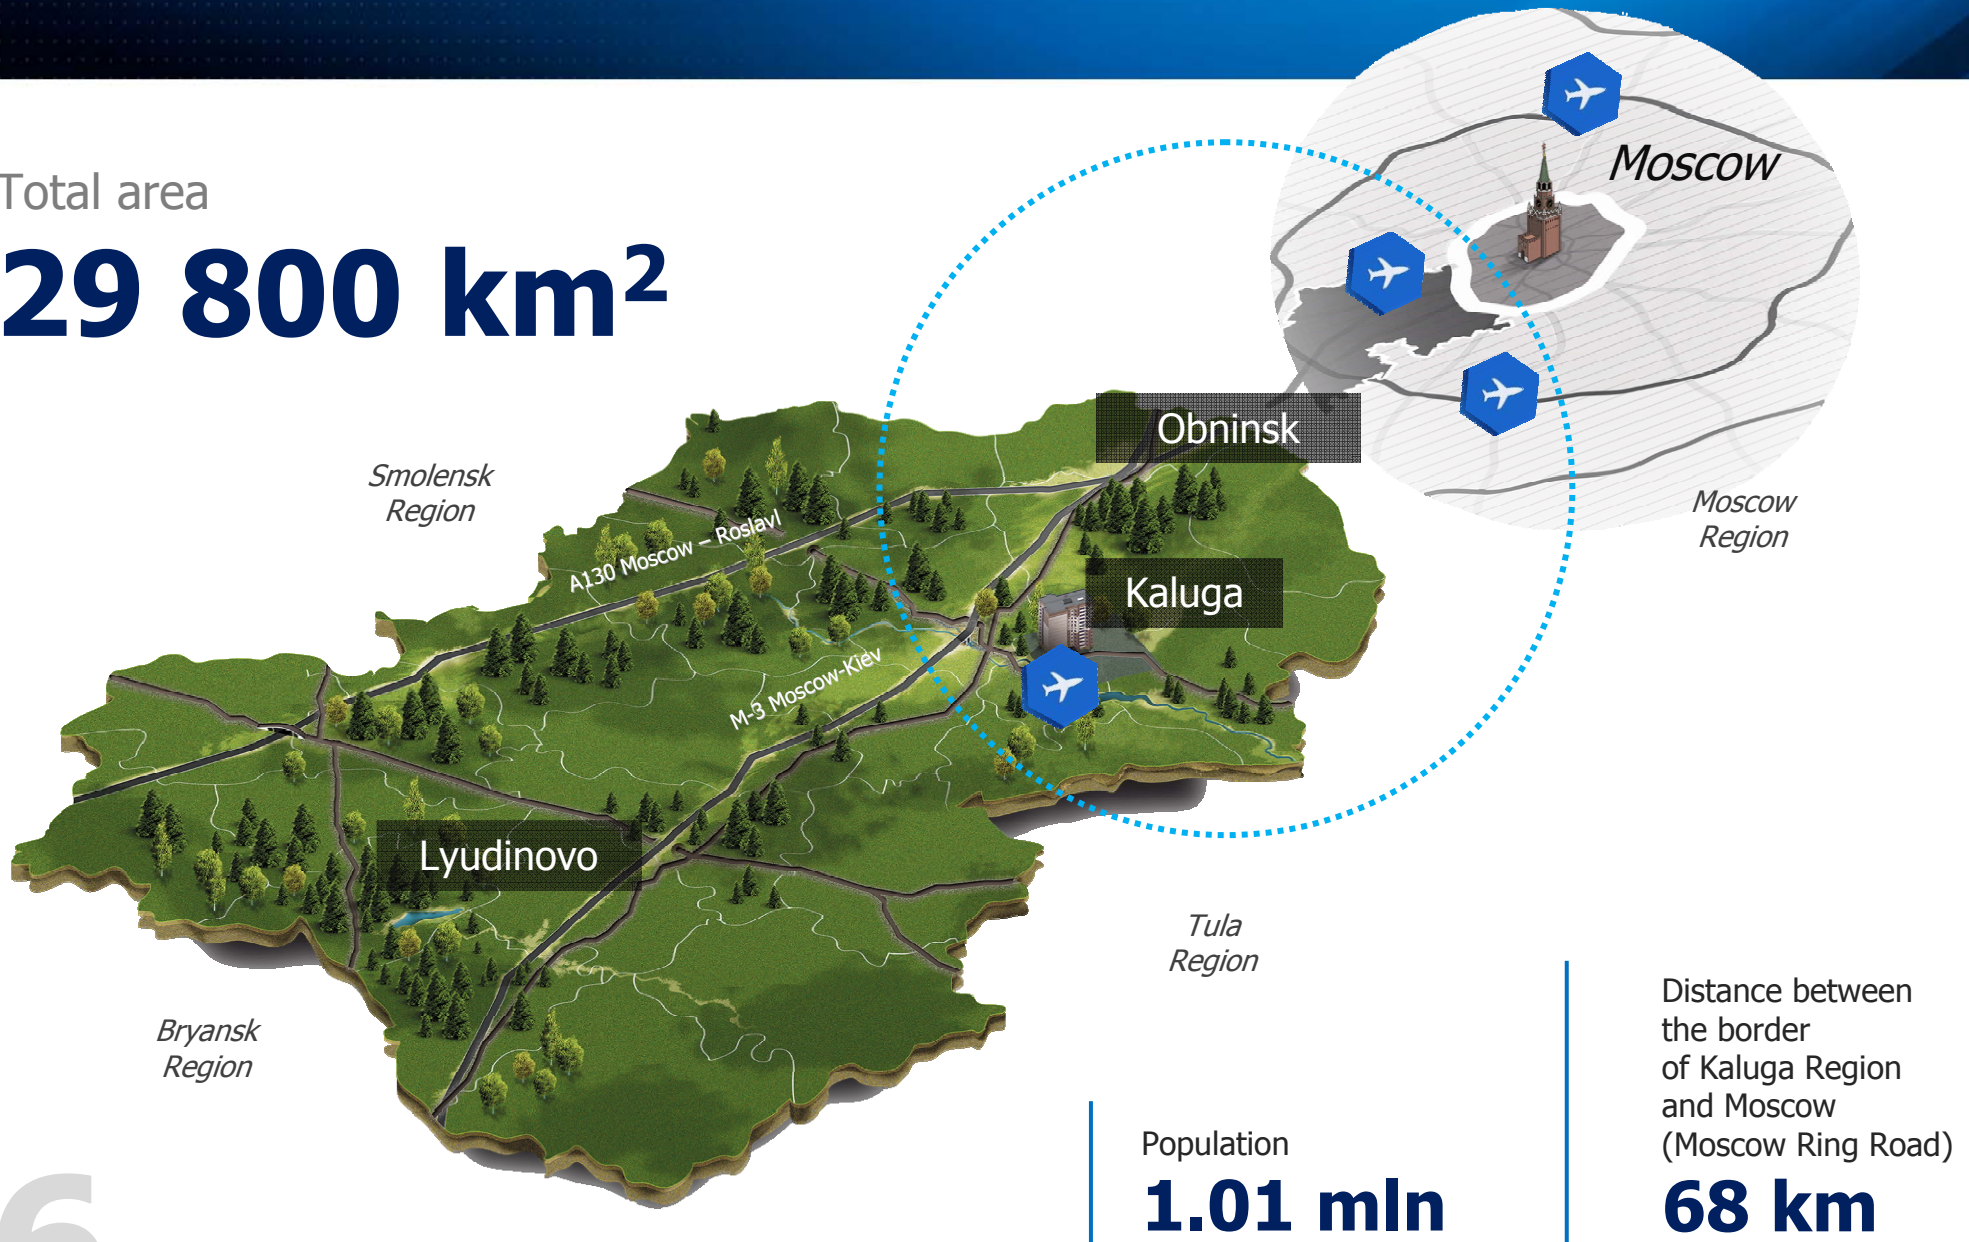 Moscow
Total area
29 800 km²
Obninsk
Smolensk
Region
Moscow
Region
A130 Moscow – Roslavl
Kaluga
M-3 Moscow-Kiev
Lyudinovo
Tula
Region
Bryansk
Region
Distance between
the border
of Kaluga Region
and Moscow
(Moscow Ring Road)
68 km
Population
1.01 mln
6